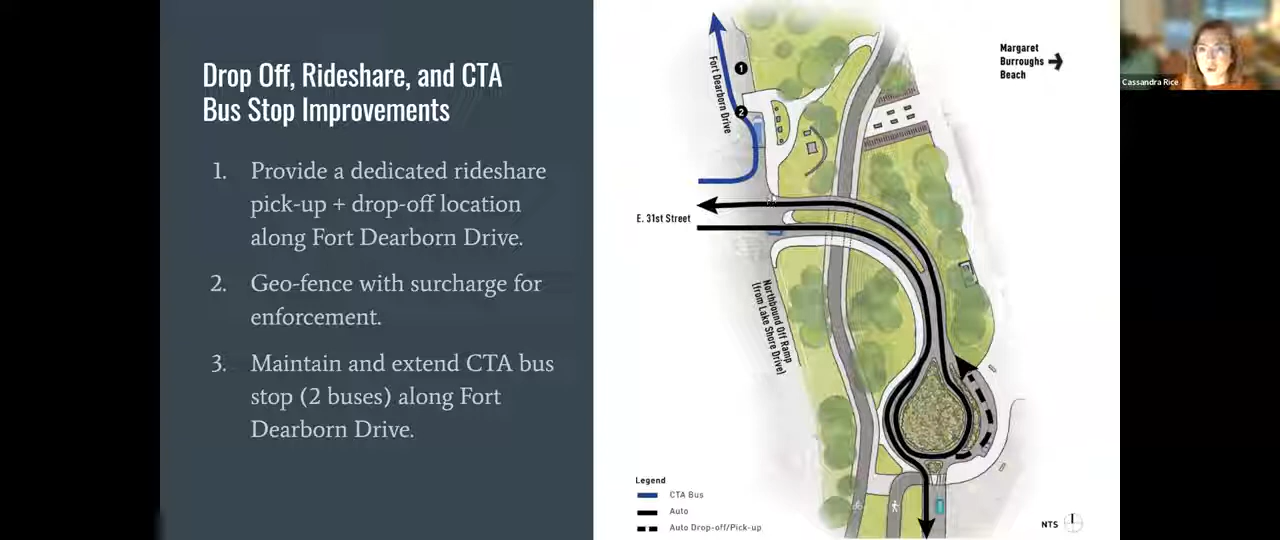 Drop Off, Rideshare, and CTA
Bus Stop Improvements
1. Provide a dedicated rideshare
pick-up + drop-off location
along Fort Dearborn Drive.
2. Geo-fence with surcharge for
enforcement.
3. Maintain and extend CTA bus
stop (2 buses) along Fort
Dearborn Drive.
1
2
Fort Dearborn Drive
E. 31st Street
Northbound Off Ramp
(from Lake Shore Drive)
Margaret
Burroughs
Beach
Legend
CTA Bus
Auto
Auto Drop-off/Pick-up
NTS
Cassandra Rice